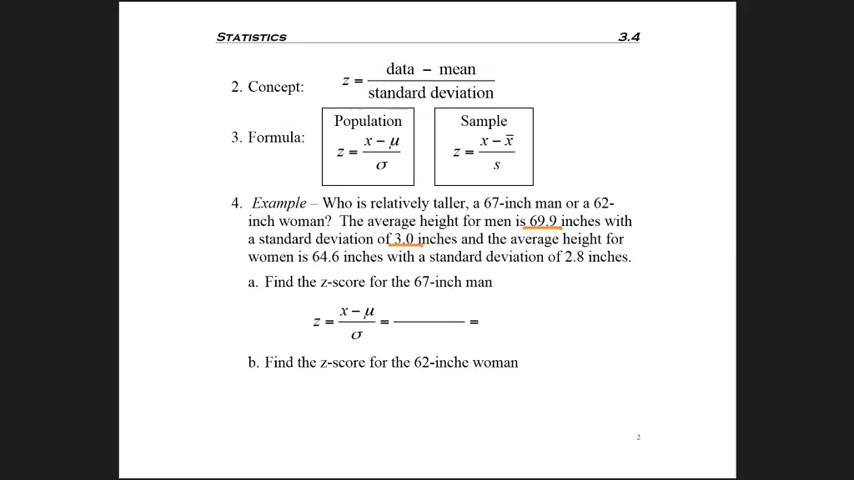 STATISTICS 3.4
2. Concept: z = data − mean / standard deviation
Population Sample
3. Formula: z = x − μ / σ z = x − x̄ / s
4. Example – Who is relatively taller, a 67-inch man or a 62-
inch woman? The average height for men is 69.9 inches with
a standard deviation of 3.0 inches and the average height for
women is 64.6 inches with a standard deviation of 2.8 inches.
a. Find the z-score for the 67-inch man
z = x − μ / σ = ———— =
b. Find the z-score for the 62-inche woman
2